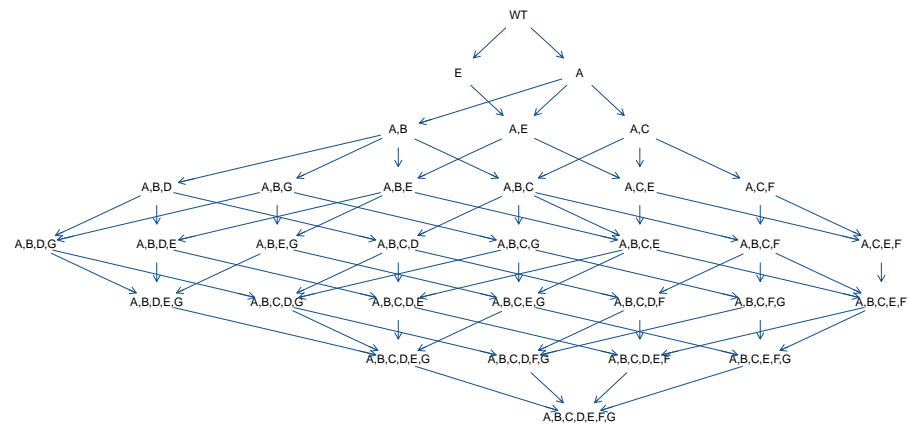 WT
E A
A,B A,E A,C
A,B,D A,B,G A,B,E A,B,C A,C,E A,C,F
A,B,D,G A,B,D,E A,B,E,G A,B,C,D A,B,C,G A,B,C,E A,B,C,F A,C,E,F
A,B,D,E,G A,B,C,D,G A,B,C,D,E A,B,C,E,G A,B,C,D,F A,B,C,F,G A,B,C,E,F
A,B,C,D,E,G A,B,C,D,F,G A,B,C,D,E,F A,B,C,E,F,G
A,B,C,D,E,F,G